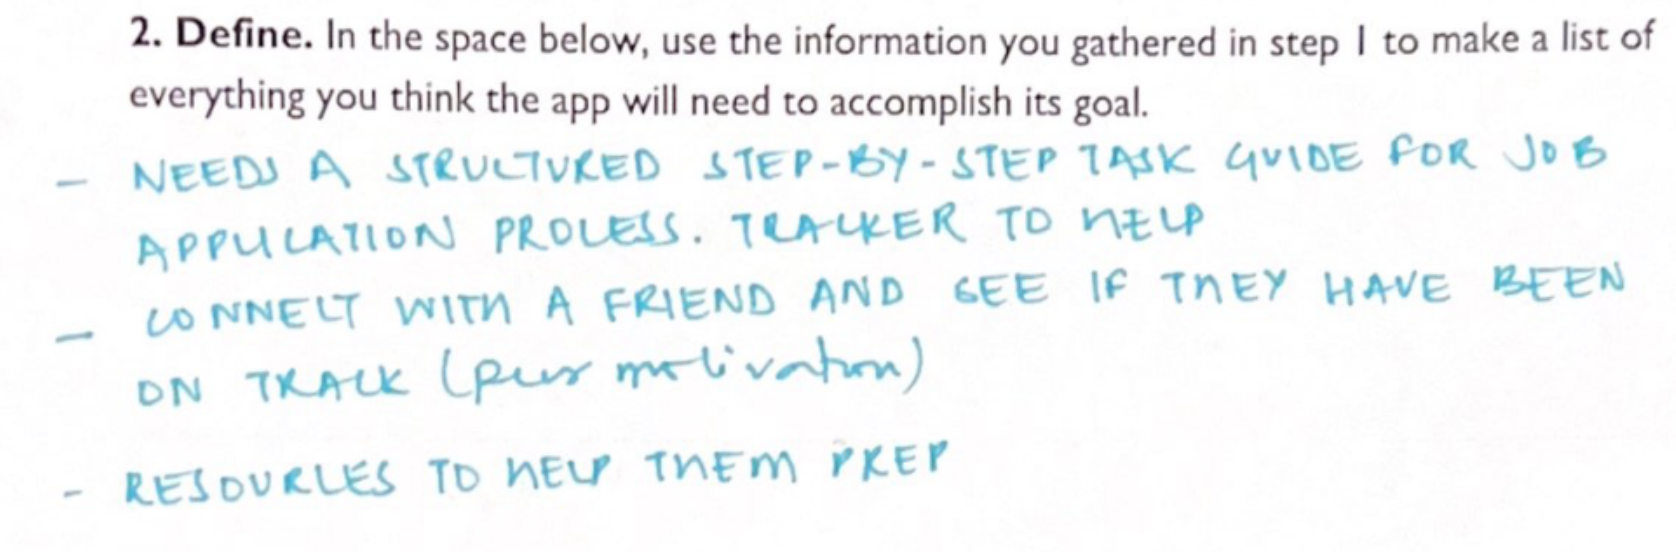 2. Define. In the space below, use the information you gathered in step 1 to make a list of
everything you think the app will need to accomplish its goal.
- NEEDS A STRUCTURED STEP-BY-STEP TASK GUIDE FOR JOB
APPLICATION PROCESS. TRACKER TO HELP
- CONNECT WITH A FRIEND AND SEE IF THEY HAVE BEEN
ON TRACK (peer motivation)
- RESOURCES TO HELP THEM PREP